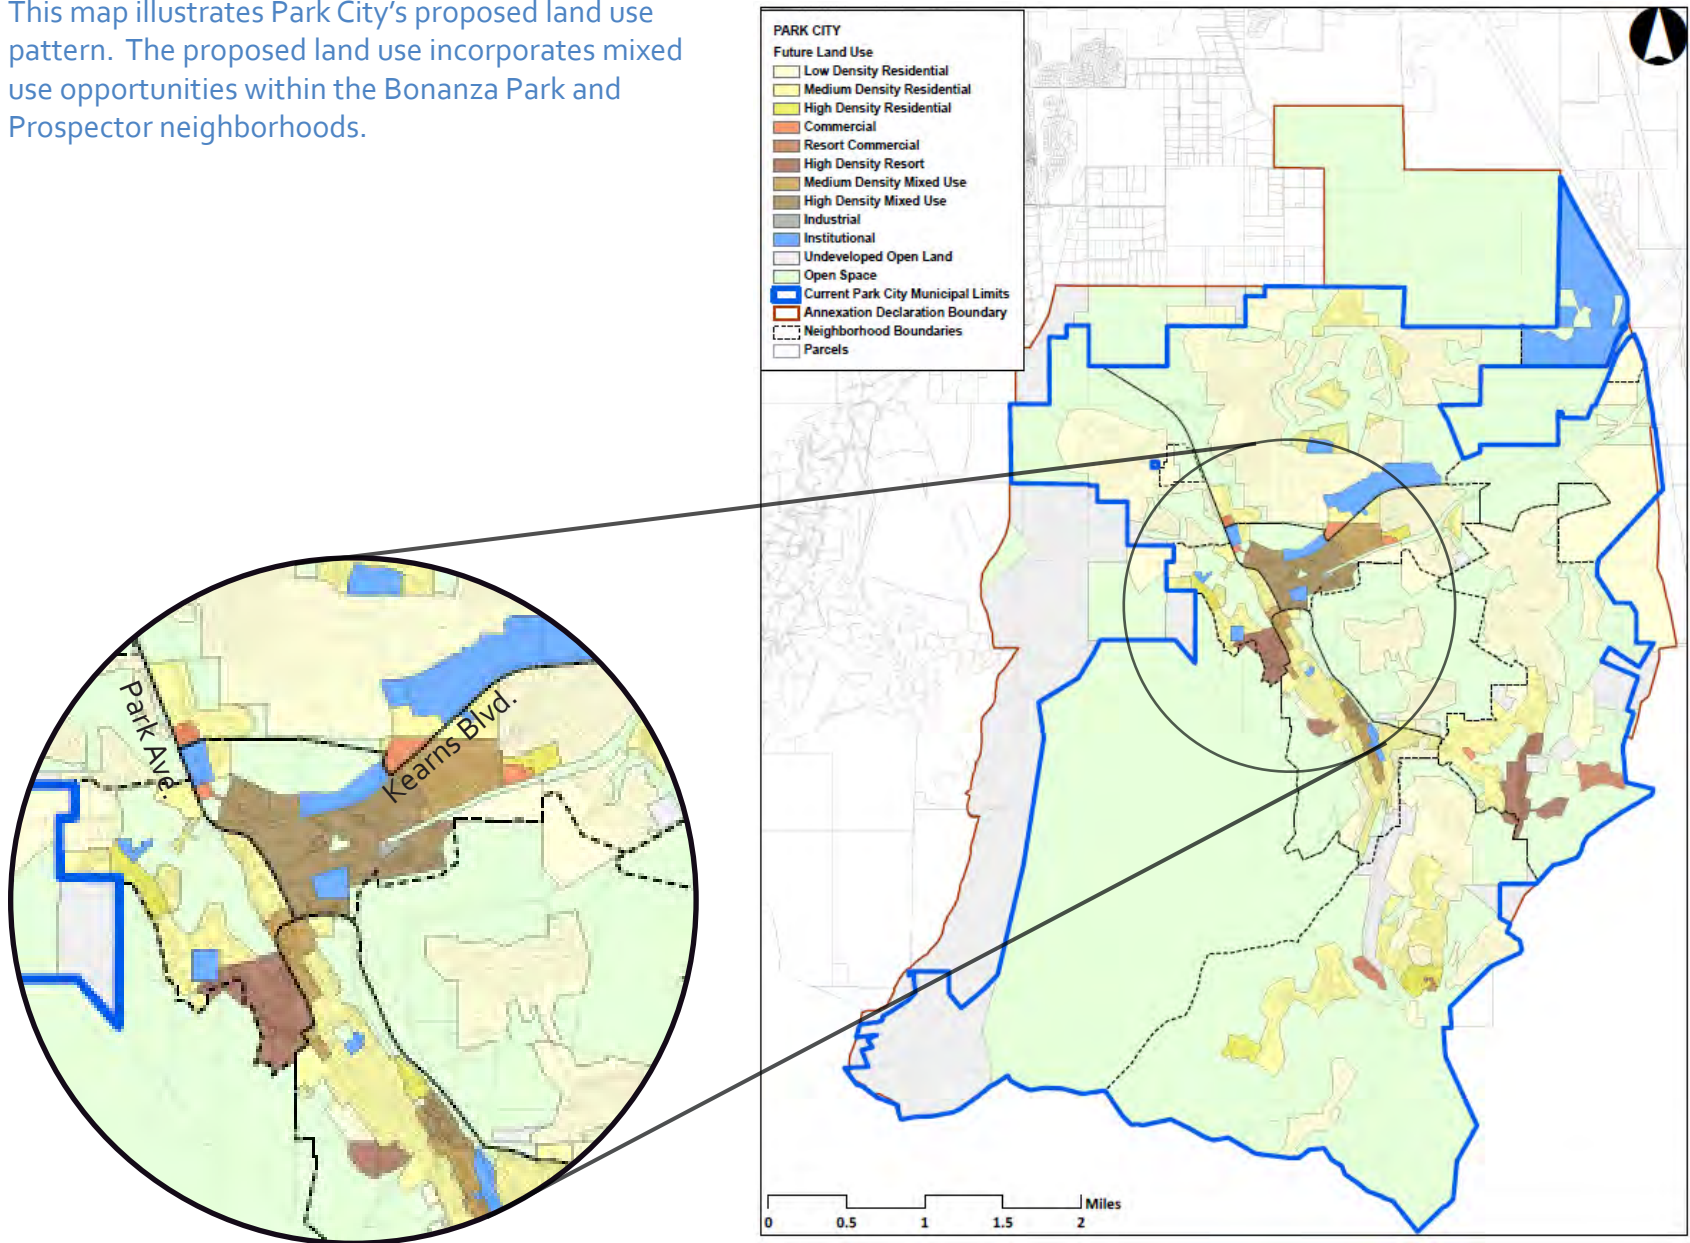 This map illustrates Park City’s proposed land use
pattern.  The proposed land use incorporates mixed
use opportunities within the Bonanza Park and
Prospector neighborhoods.
PARK CITY
Future Land Use
Low Density Residential
Medium Density Residential
High Density Residential
Commercial
Resort Commercial
High Density Resort
Medium Density Mixed Use
High Density Mixed Use
Industrial
Institutional
Undeveloped Open Land
Open Space
Current Park City Municipal Limits
Annexation Declaration Boundary
Neighborhood Boundaries
Parcels
Park Ave.
Kearns Blvd.
Miles
0 0.5 1 1.5 2